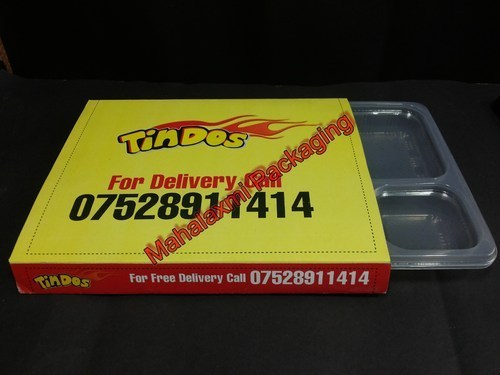 TinDos
For Delivery Call
07528911414
Mahalaxmi Packaging
TinDos For Free Delivery Call 07528911414